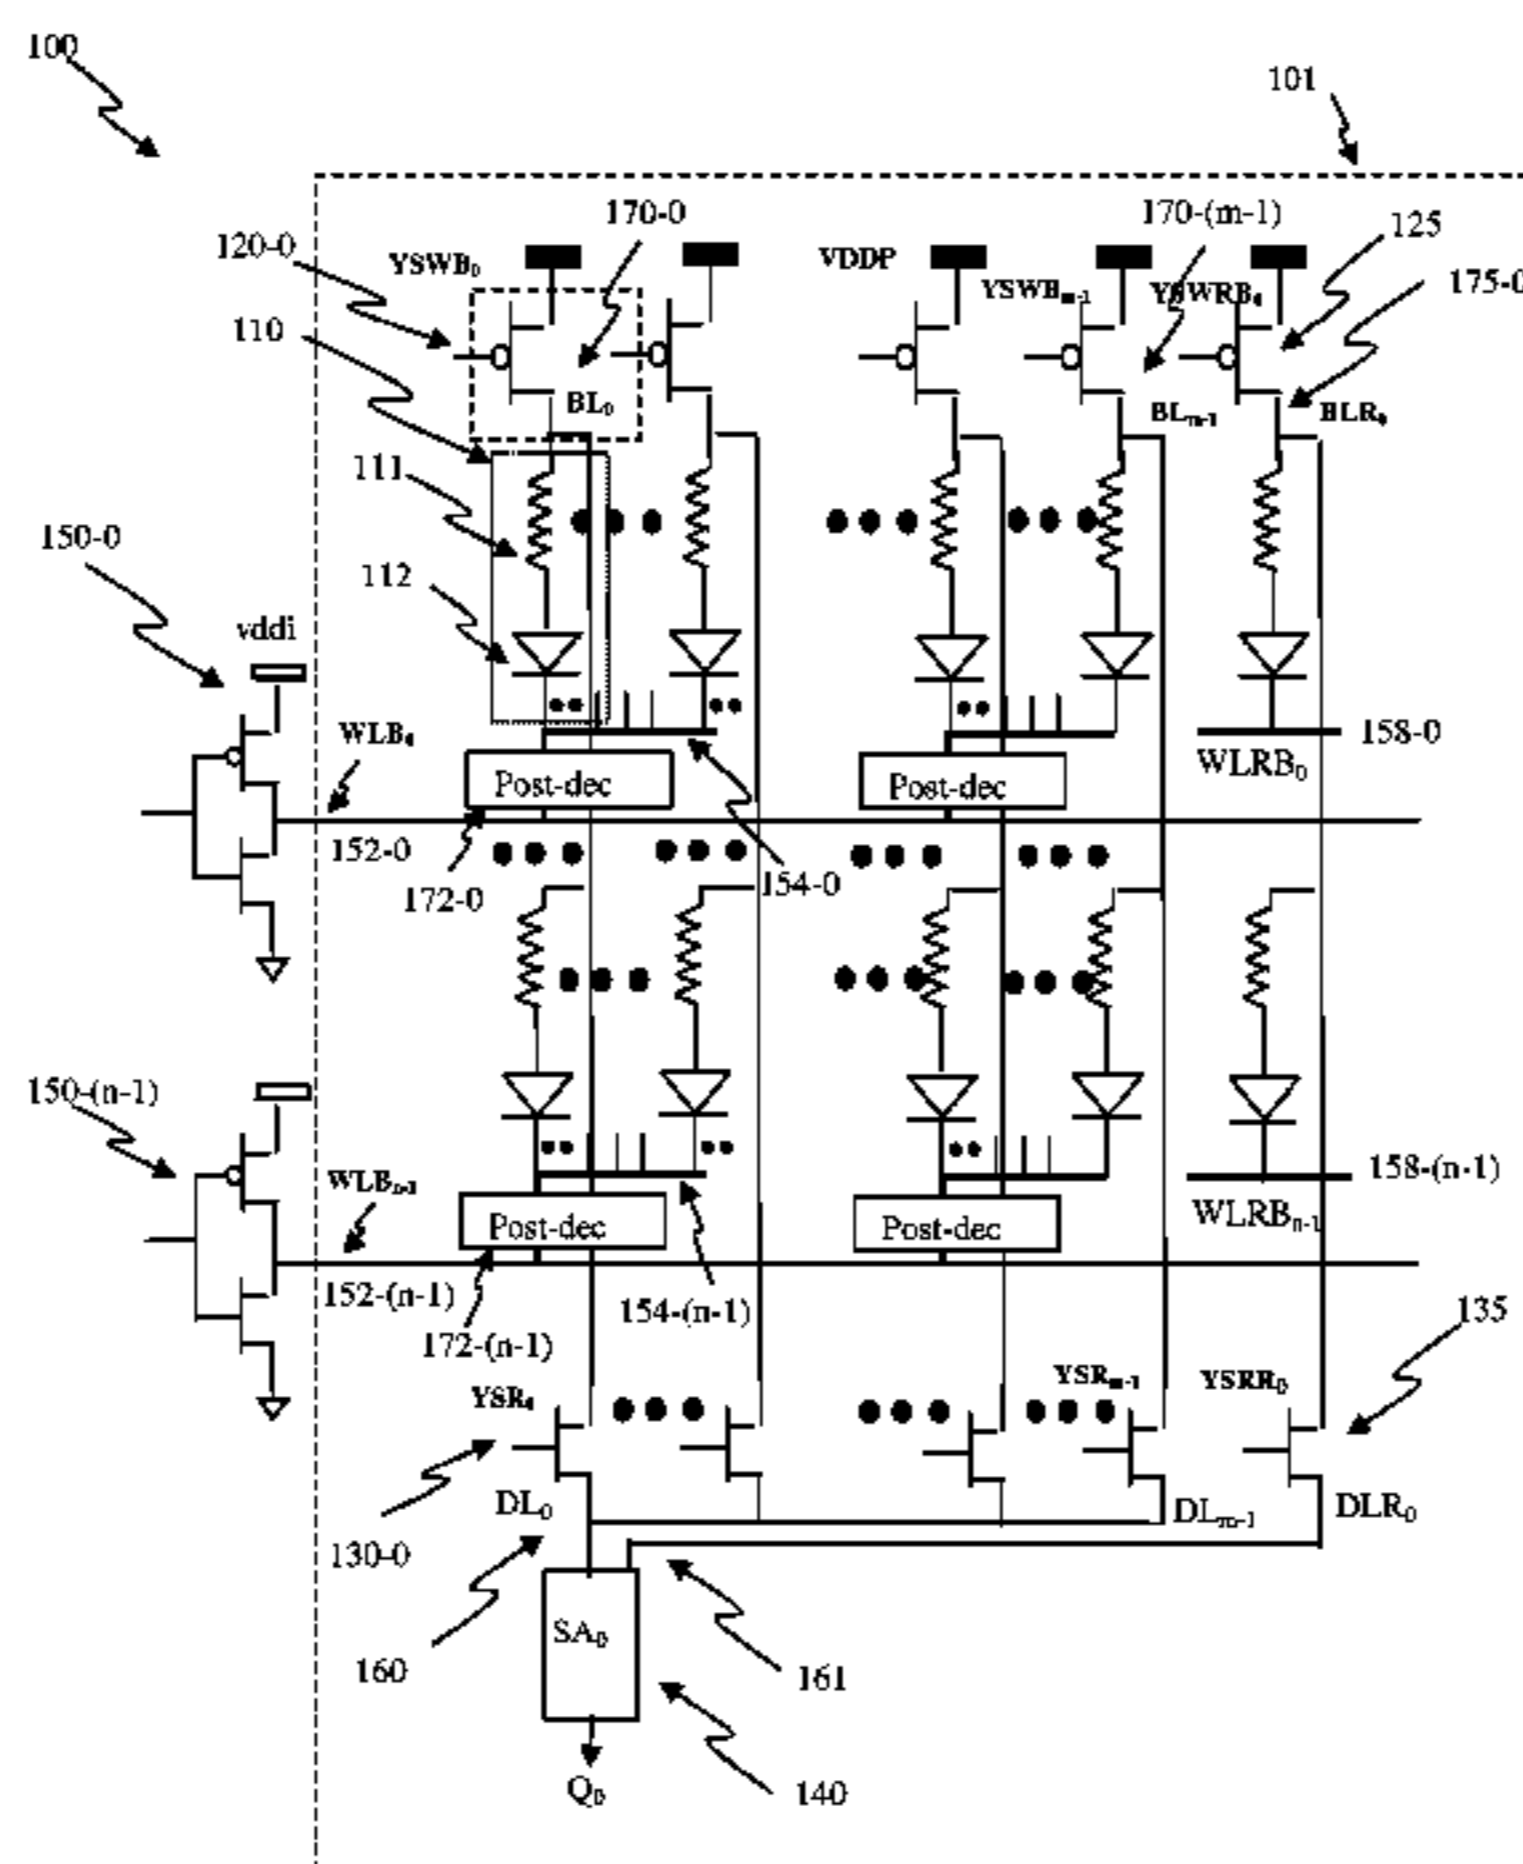 100
101
170-0
170-(m-1)
125
120-0
YSWB₀
VDDP
YSWBₘ₋₁
YSWRB₀
175-0
110
BL₀
BLₘ₋₁
BLR₀
111
150-0
112
vddi
WLB₀
158-0
WLRB₀
Post-dec
Post-dec
152-0
172-0
154-0
150-(n-1)
WLBₙ₋₁
158-(n-1)
WLRBₙ₋₁
Post-dec
Post-dec
152-(n-1)
154-(n-1)
172-(n-1)
135
YSR₀
YSRₘ₋₁
YSRR₀
DL₀
DLₘ₋₁
DLR₀
130-0
SA₀
160
161
140
Q₀